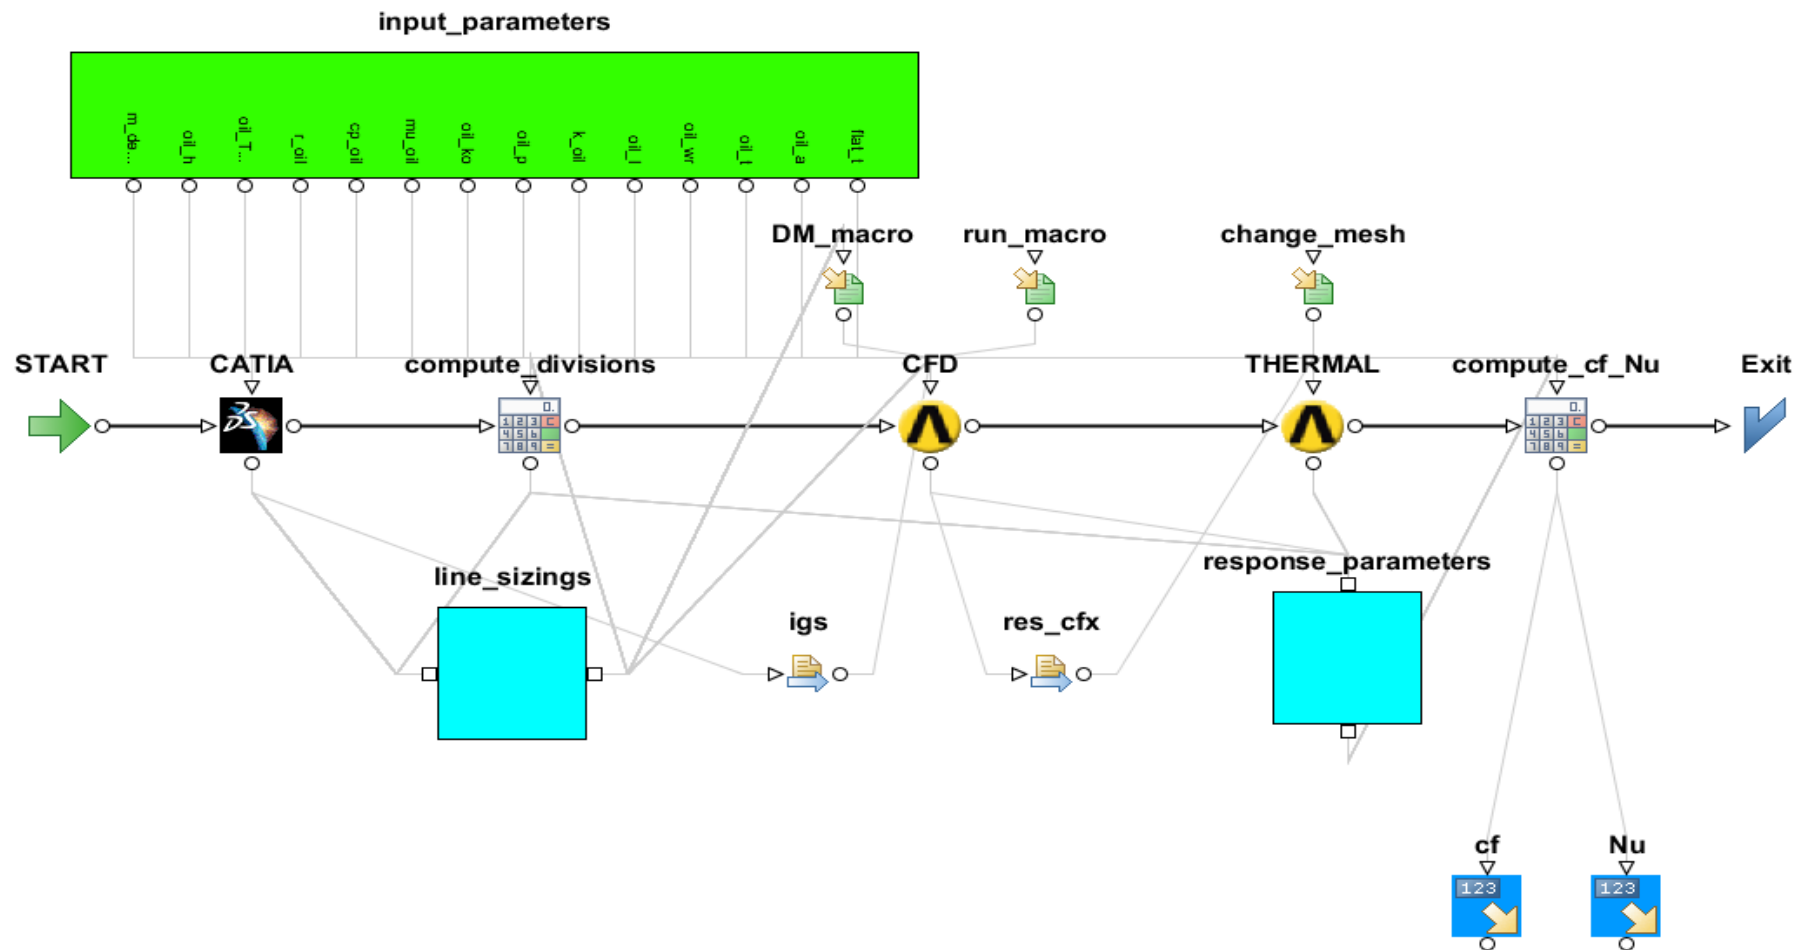 input_parameters
m_de...
oil_h
oil_T...
r_oil
cp_oil
mu_oil
oil_ko
oil_p
k_oil
oil_l
oil_wr
oil_t
oil_a
flat_t
DM_macro
run_macro
change_mesh
START
CATIA
compute_divisions
CFD
THERMAL
compute_cf_Nu
Exit
line_sizings
igs
res_cfx
response_parameters
cf
Nu
123
123